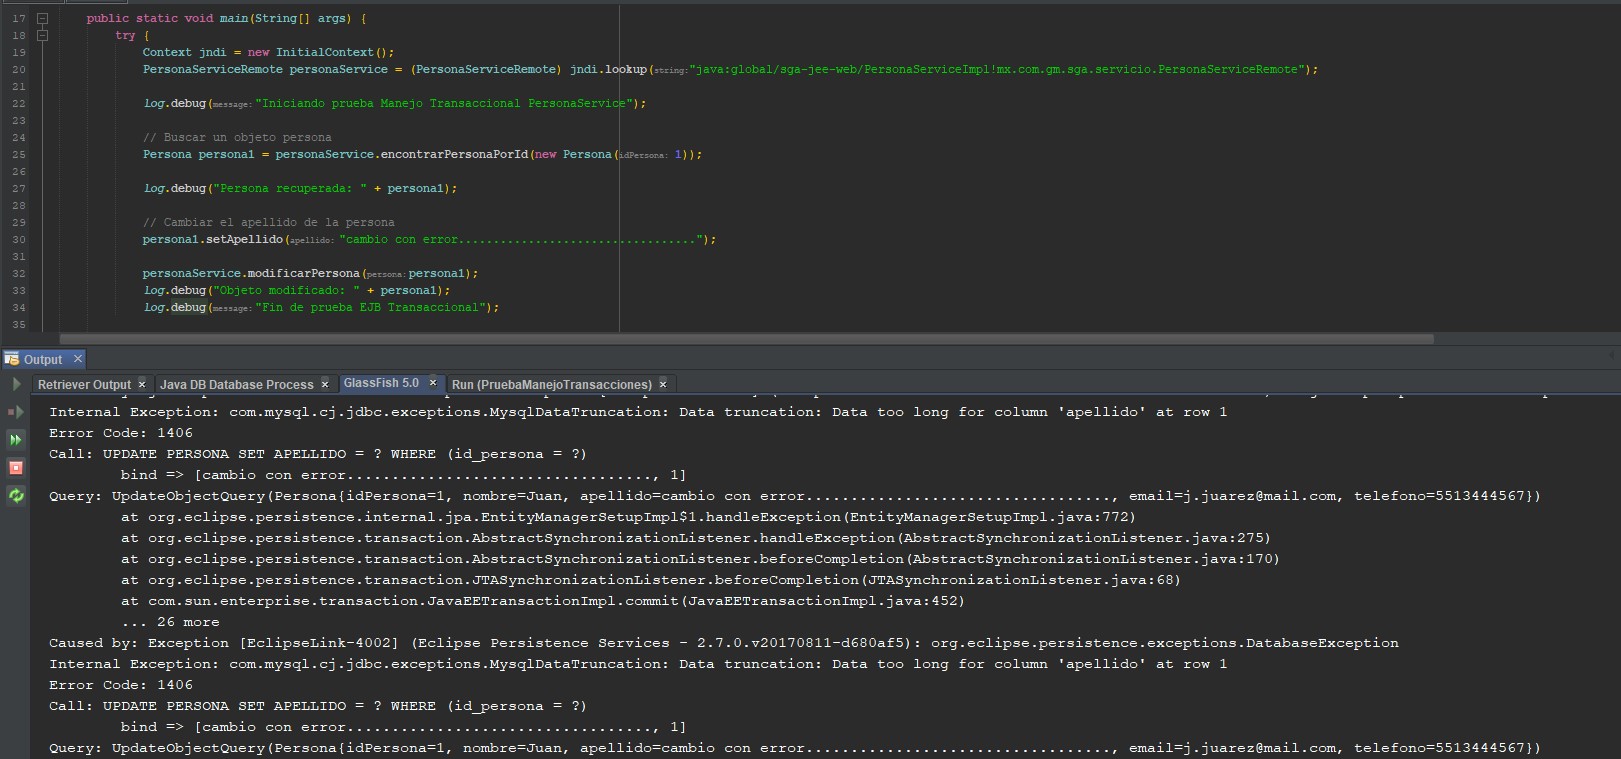 17 public static void main(String[] args) {
18 try {
19 Context jndi = new InitialContext();
20 PersonaServiceRemote personaService = (PersonaServiceRemote) jndi.lookup(string:"java:global/sga-jee-web/PersonaServiceImpl!mx.com.gm.sga.servicio.PersonaServiceRemote");
21
22 log.debug(message:"Iniciando prueba Manejo Transaccional PersonaService");
23
24 // Buscar un objeto persona
25 Persona persona1 = personaService.encontrarPersonaPorId(new Persona(idPersona: 1));
26
27 log.debug("Persona recuperada: " + persona1);
28
29 // Cambiar el apellido de la persona
30 persona1.setApellido(apellido: "cambio con error..................................");
31
32 personaService.modificarPersona(persona:persona1);
33 log.debug("Objeto modificado: " + persona1);
34 log.debug(message:"Fin de prueba EJB Transaccional");
35
Output
Retriever Output Java DB Database Process GlassFish 5.0 Run (PruebaManejoTransacciones)
Internal Exception: com.mysql.cj.jdbc.exceptions.MysqlDataTruncation: Data truncation: Data too long for column 'apellido' at row 1
Error Code: 1406
Call: UPDATE PERSONA SET APELLIDO = ? WHERE (id_persona = ?)
bind => [cambio con error.................................., 1]
Query: UpdateObjectQuery(Persona{idPersona=1, nombre=Juan, apellido=cambio con error.................................., email=j.juarez@mail.com, telefono=5513444567})
at org.eclipse.persistence.internal.jpa.EntityManagerSetupImpl$1.handleException(EntityManagerSetupImpl.java:772)
at org.eclipse.persistence.transaction.AbstractSynchronizationListener.handleException(AbstractSynchronizationListener.java:275)
at org.eclipse.persistence.transaction.AbstractSynchronizationListener.beforeCompletion(AbstractSynchronizationListener.java:170)
at org.eclipse.persistence.transaction.JTASynchronizationListener.beforeCompletion(JTASynchronizationListener.java:68)
at com.sun.enterprise.transaction.JavaEETransactionImpl.commit(JavaEETransactionImpl.java:452)
... 26 more
Caused by: Exception [EclipseLink-4002] (Eclipse Persistence Services - 2.7.0.v20170811-d680af5): org.eclipse.persistence.exceptions.DatabaseException
Internal Exception: com.mysql.cj.jdbc.exceptions.MysqlDataTruncation: Data truncation: Data too long for column 'apellido' at row 1
Error Code: 1406
Call: UPDATE PERSONA SET APELLIDO = ? WHERE (id_persona = ?)
bind => [cambio con error.................................., 1]
Query: UpdateObjectQuery(Persona{idPersona=1, nombre=Juan, apellido=cambio con error.................................., email=j.juarez@mail.com, telefono=5513444567})